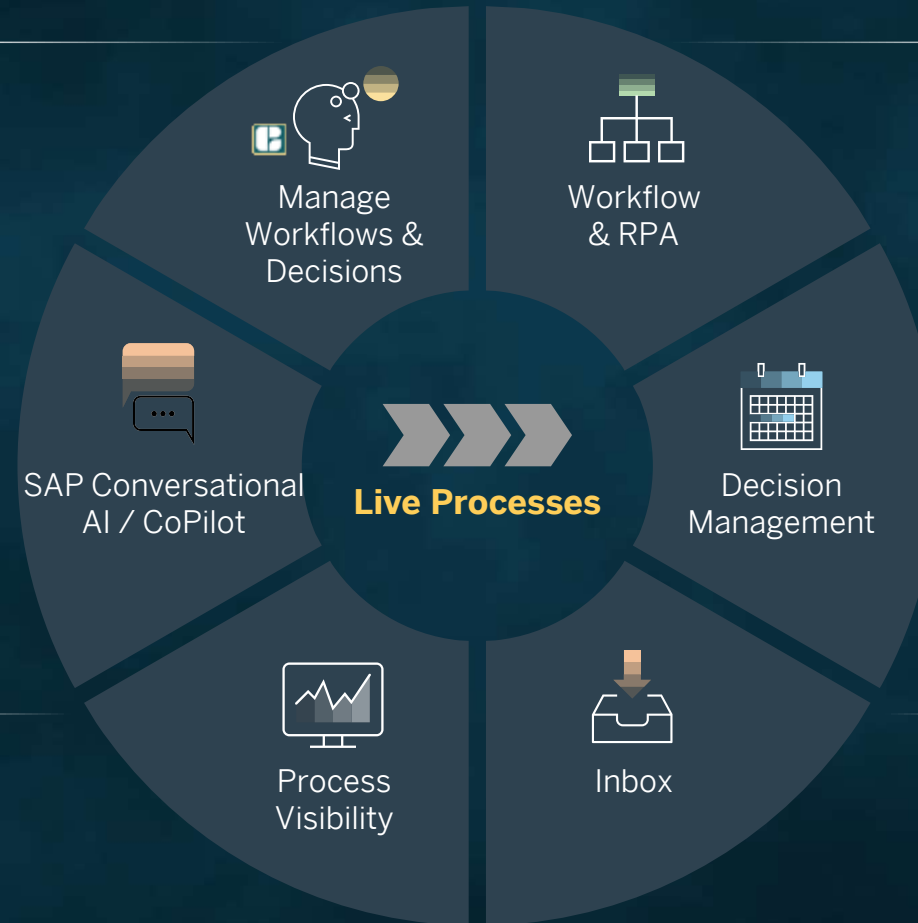 Manage
Workflows &
Decisions
Workflow
& RPA
SAP Conversational
AI / CoPilot
Live Processes
Decision
Management
Process
Visibility
Inbox